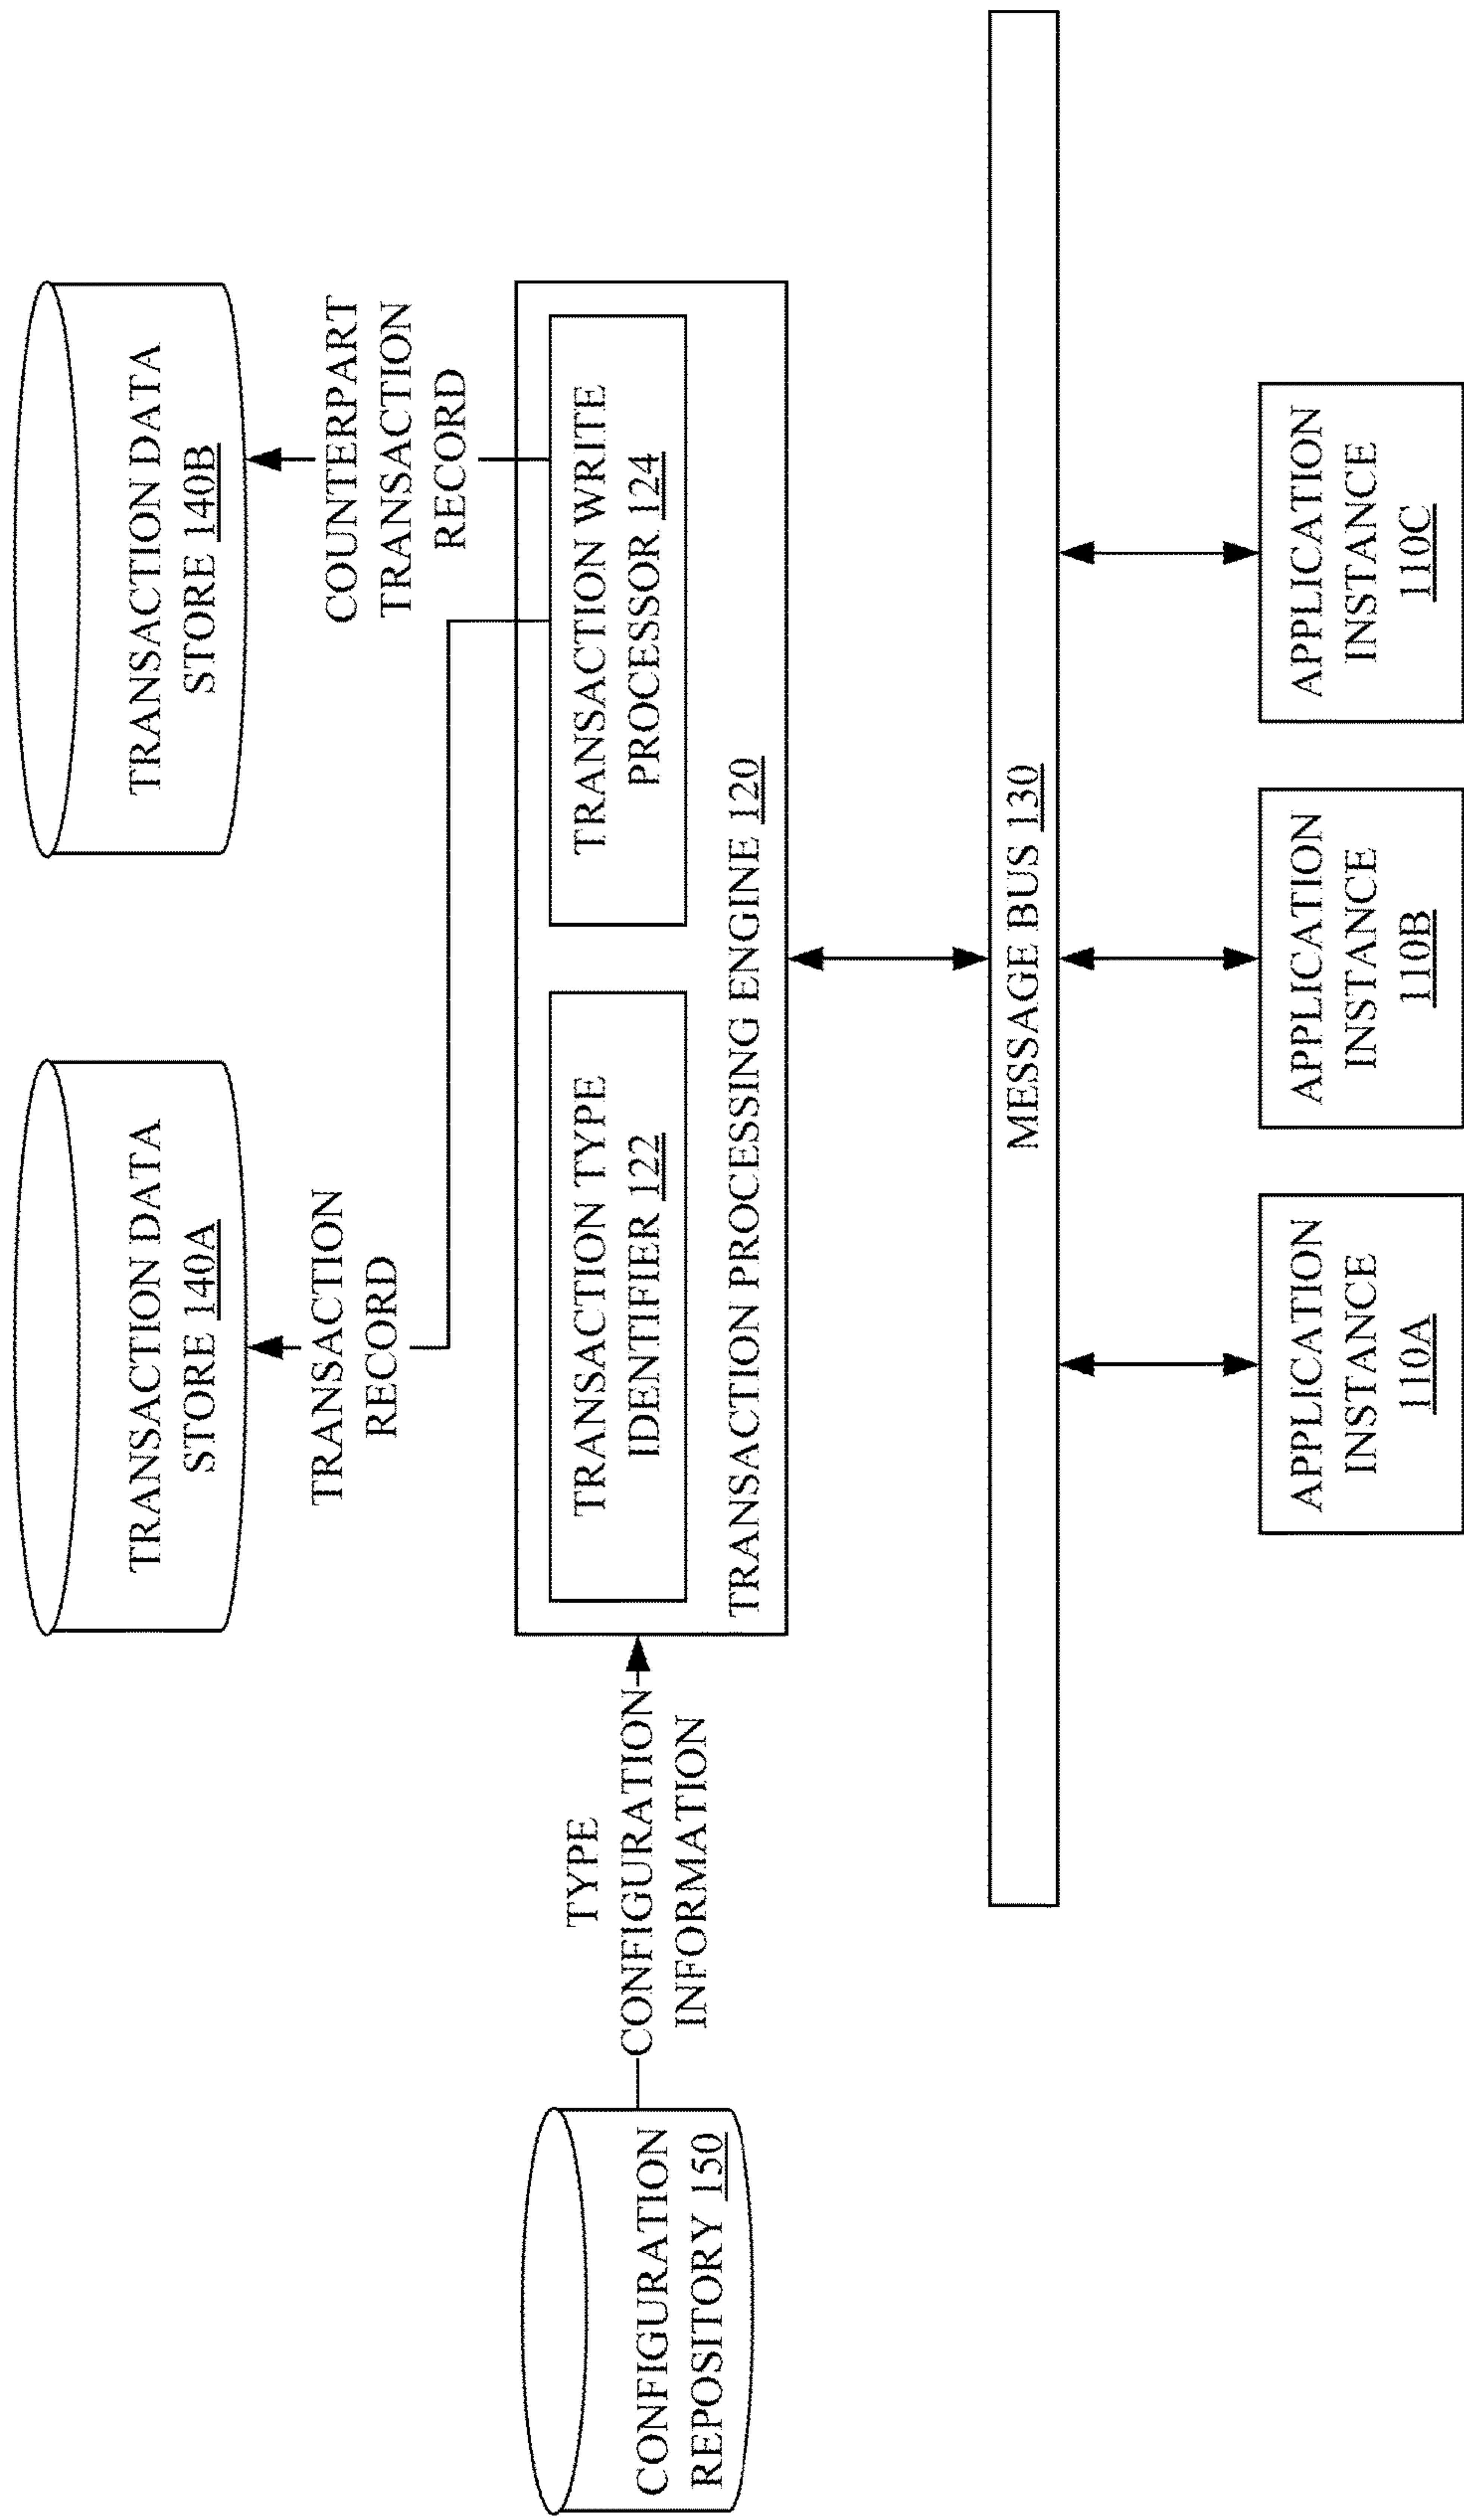 TRANSACTION DATA
STORE 140A
TRANSACTION DATA
STORE 140B
TRANSACTION
RECORD
COUNTERPART
TRANSACTION
RECORD
CONFIGURATION
REPOSITORY 150
TYPE
CONFIGURATION
INFORMATION
TRANSACTION TYPE
IDENTIFIER 122
TRANSACTION WRITE
PROCESSOR 124
TRANSACTION PROCESSING ENGINE 120
MESSAGE BUS 130
APPLICATION
INSTANCE
110A
APPLICATION
INSTANCE
110B
APPLICATION
INSTANCE
110C